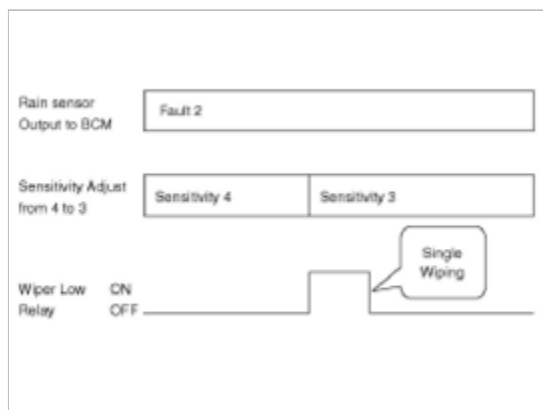 Rain sensor
Output to BCM
Fault 2
Sensitivity Adjust
from 4 to 3
Sensitivity 4
Sensitivity 3
Single
Wiping
Wiper Low ON
Relay OFF